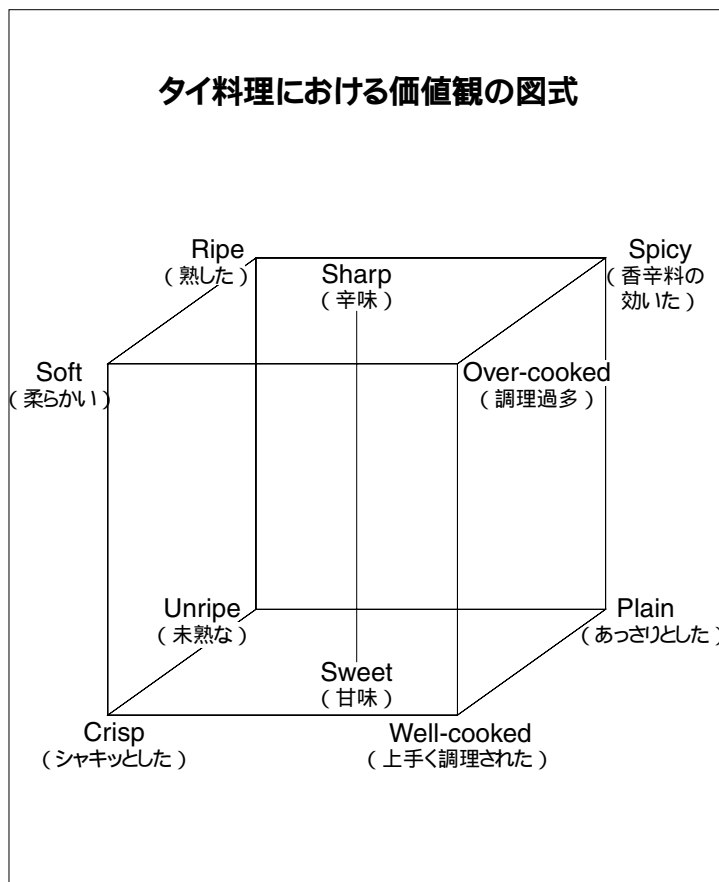 タイ料理における価値観の図式
Ripe
（熟した）
Sharp
（辛味）
Spicy
（香辛料の
効いた）
Soft
（柔らかい）
Over-cooked
（調理過多）
Unripe
（未熟な）
Plain
（あっさりとした）
Sweet
（甘味）
Crisp
（シャキッとした）
Well-cooked
（上手く調理された）